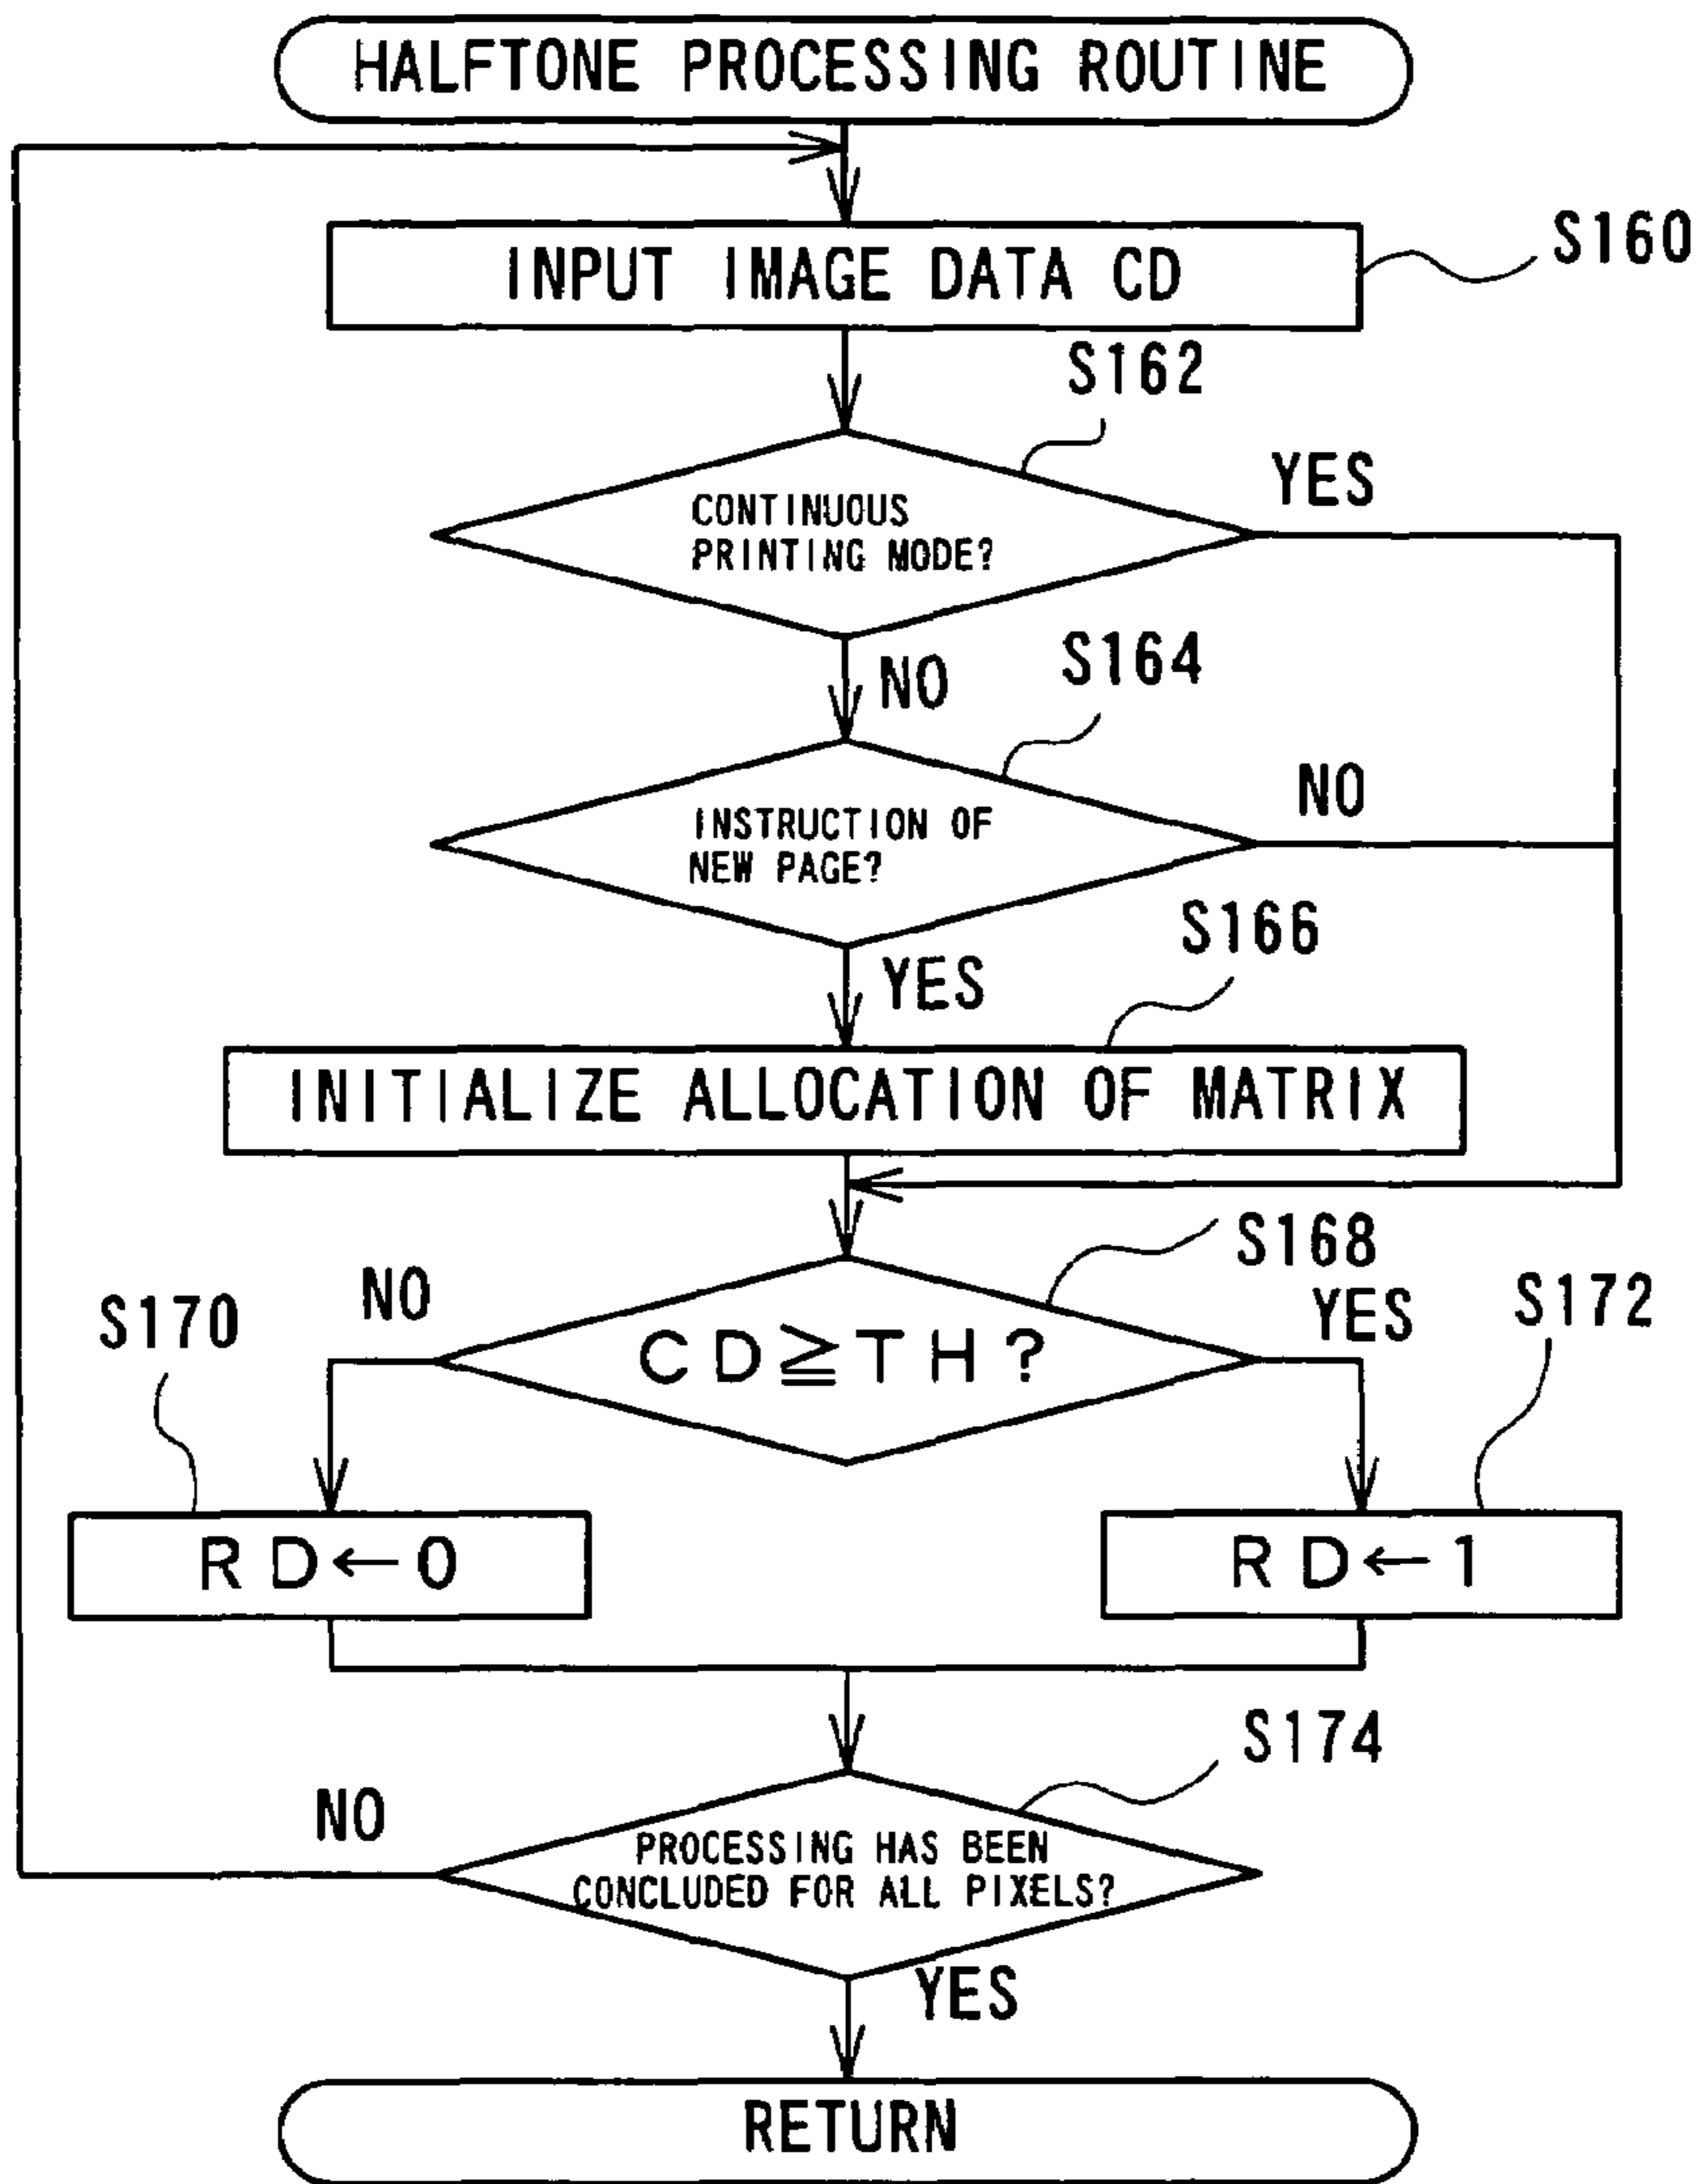 HALFTONE PROCESSING ROUTINE
INPUT IMAGE DATA CD
S160
S162
YES
CONTINUOUS
PRINTING MODE?
NO
S164
NO
INSTRUCTION OF
NEW PAGE?
S166
YES
INITIALIZE ALLOCATION OF MATRIX
S168
NO
YES
S170
S172
CD≧TH?
RD←0
RD←1
S174
NO
PROCESSING HAS BEEN
CONCLUDED FOR ALL PIXELS?
YES
RETURN